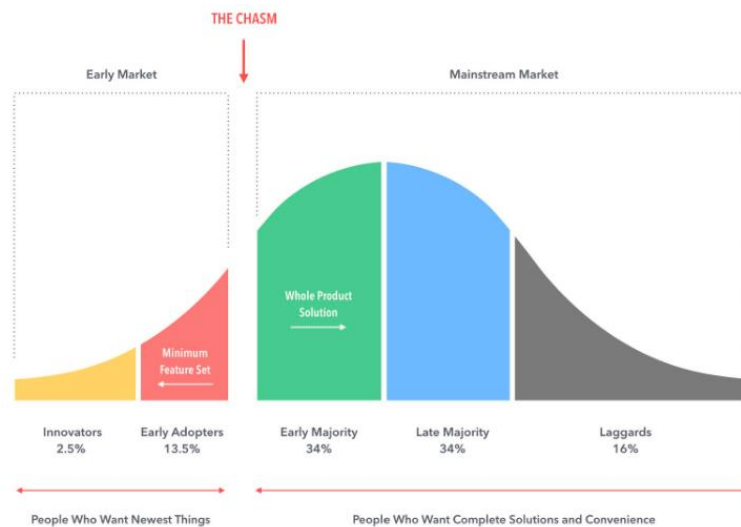 THE CHASM
Early Market
Mainstream Market
Whole Product
Solution
Minimum
Feature Set
Innovators
2.5%
Early Adopters
13.5%
Early Majority
34%
Late Majority
34%
Laggards
16%
People Who Want Newest Things
People Who Want Complete Solutions and Convenience